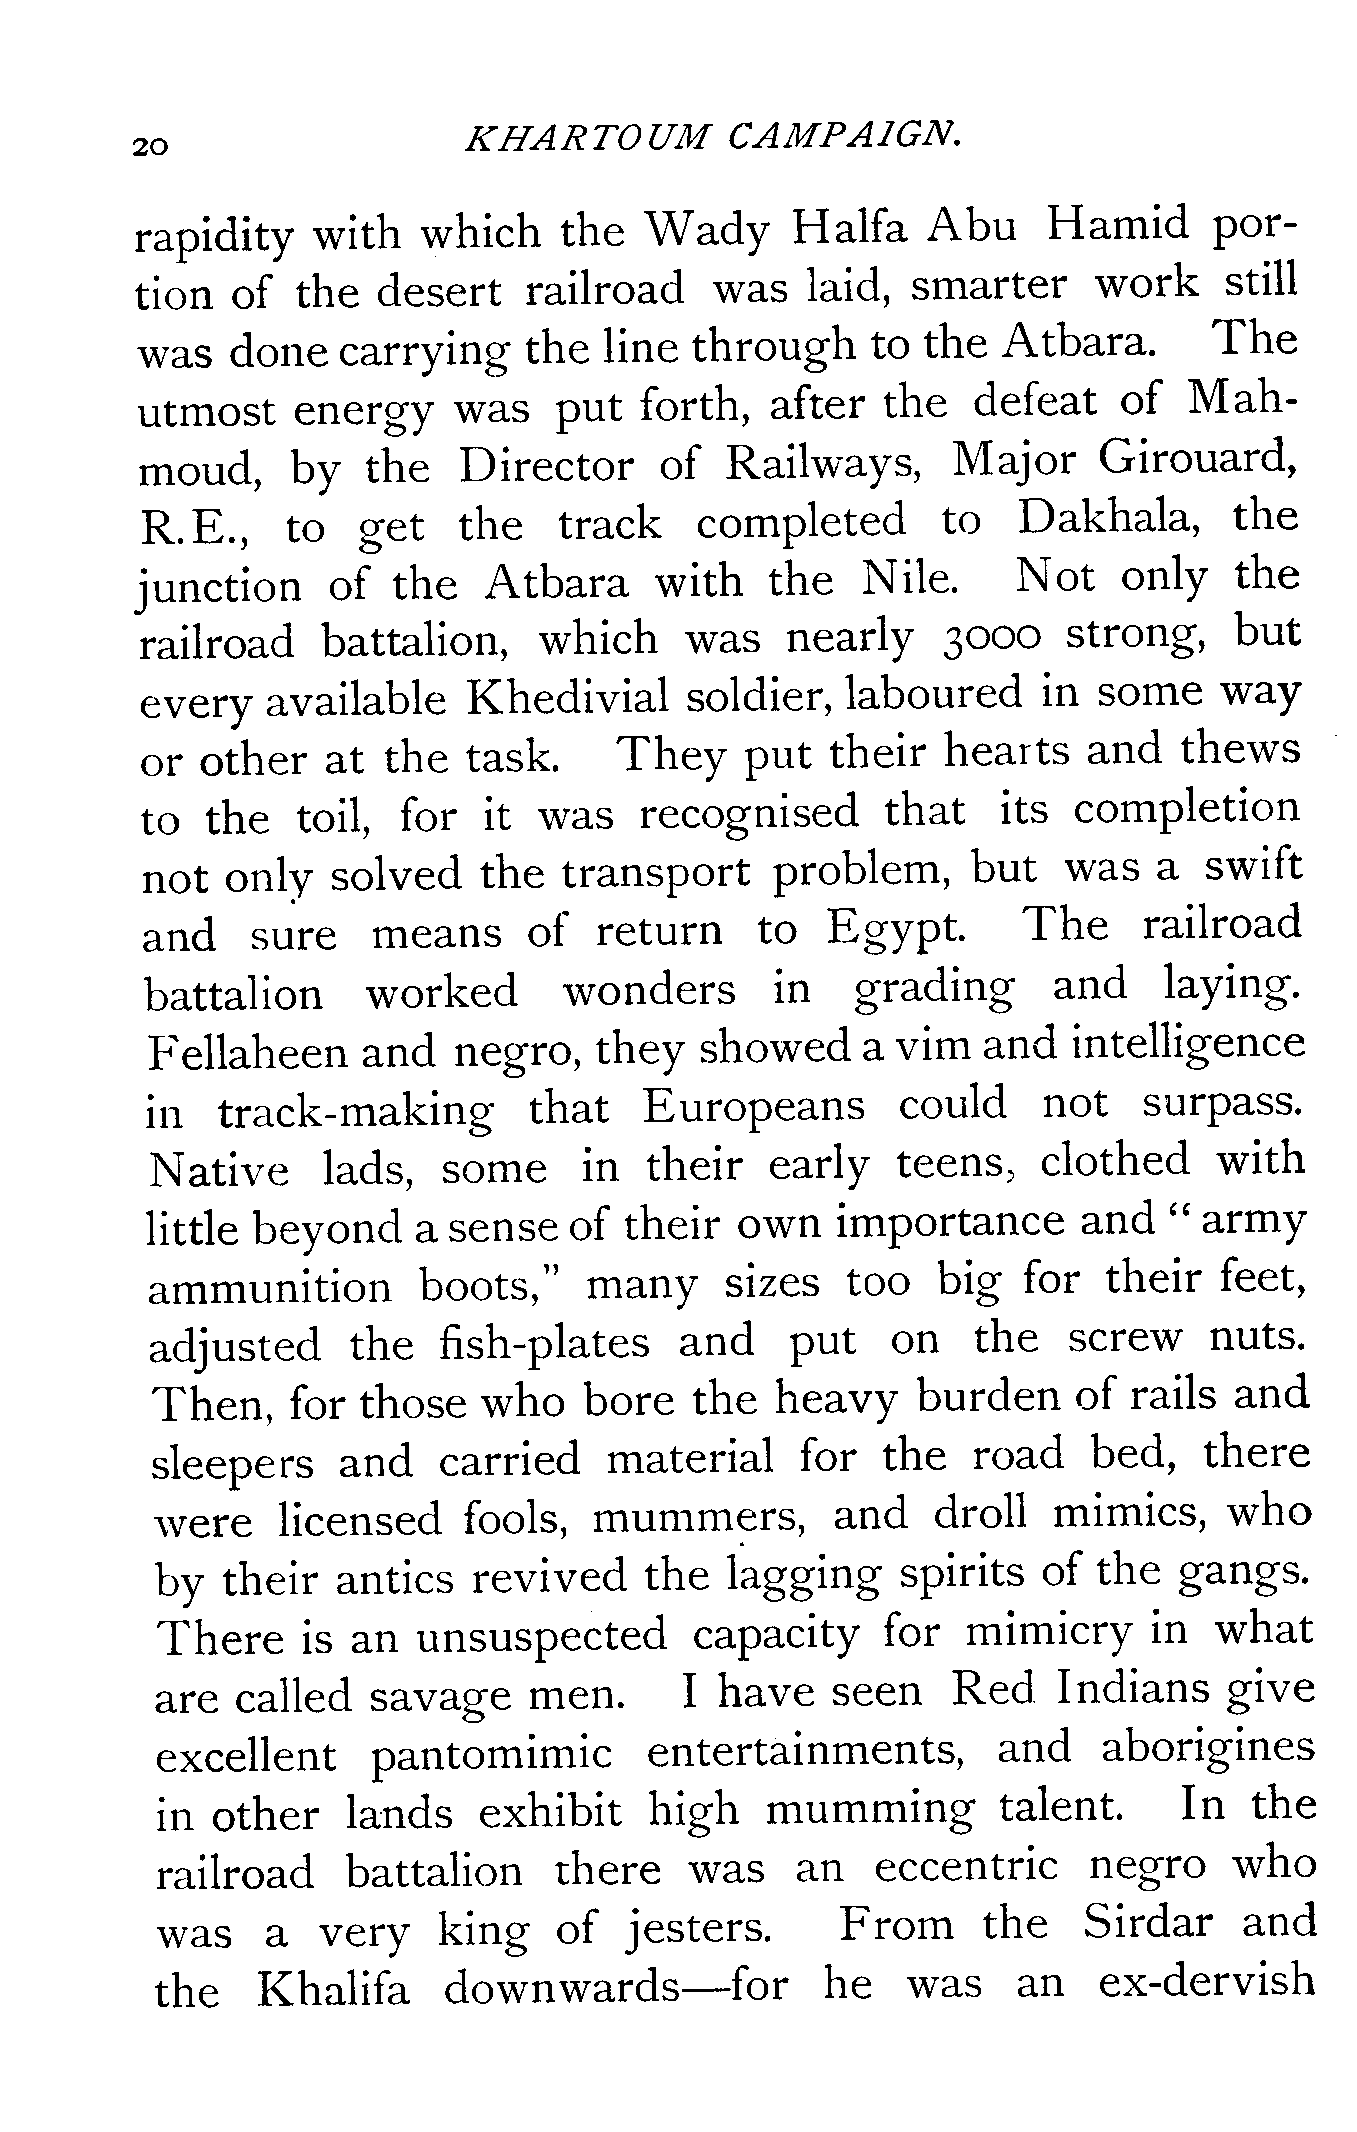 20 KHARTOUM CAMPAIGN.
rapidity with which the Wady Halfa Abu Hamid por-
tion of the desert railroad was laid, smarter work still
was done carrying the line through to the Atbara. The
utmost energy was put forth, after the defeat of Mah-
moud, by the Director of Railways, Major Girouard,
R.E., to get the track completed to Dakhala, the
junction of the Atbara with the Nile. Not only the
railroad battalion, which was nearly 3000 strong, but
every available Khedivial soldier, laboured in some way
or other at the task. They put their hearts and thews
to the toil, for it was recognised that its completion
not only solved the transport problem, but was a swift
and sure means of return to Egypt. The railroad
battalion worked wonders in grading and laying.
Fellaheen and negro, they showed a vim and intelligence
in track-making that Europeans could not surpass.
Native lads, some in their early teens, clothed with
little beyond a sense of their own importance and “ army
ammunition boots,” many sizes too big for their feet,
adjusted the fish-plates and put on the screw nuts.
Then, for those who bore the heavy burden of rails and
sleepers and carried material for the road bed, there
were licensed fools, mummers, and droll mimics, who
by their antics revived the lagging spirits of the gangs.
There is an unsuspected capacity for mimicry in what
are called savage men. I have seen Red Indians give
excellent pantomimic entertainments, and aborigines
in other lands exhibit high mumming talent. In the
railroad battalion there was an eccentric negro who
was a very king of jesters. From the Sirdar and
the Khalifa downwards—for he was an ex-dervish